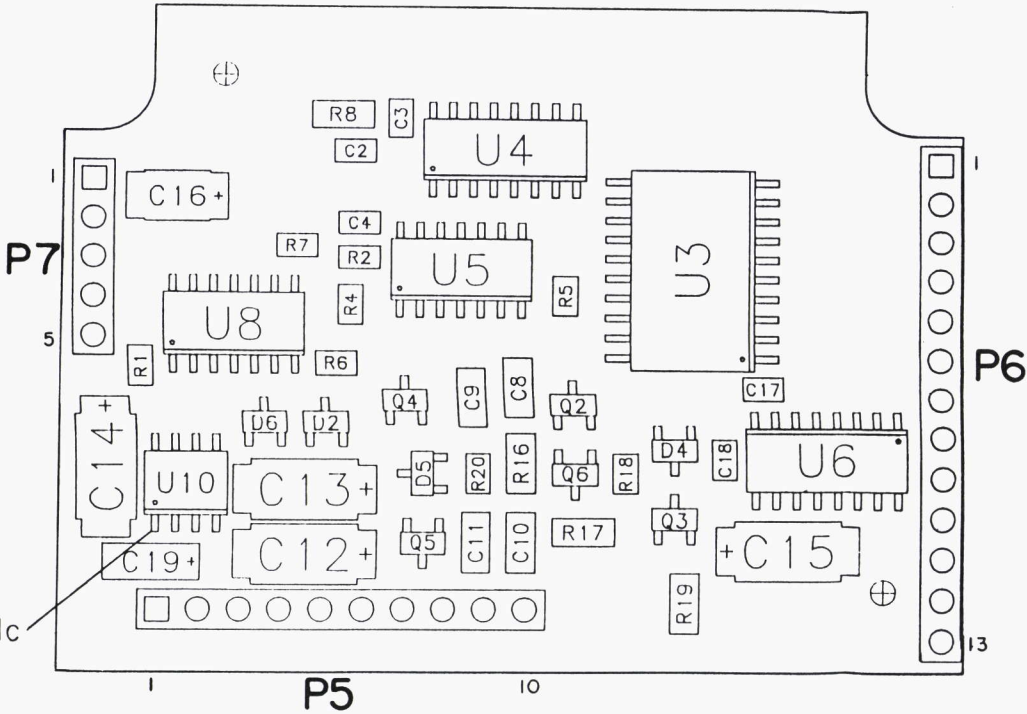 R8
C3
U4
C2
1
C16+
1
C4
P7
R7
R2
U5
U3
R4
R5
U8
5
R1
R6
C9
C8
C17
P6
Q4
Q2
C14+
D6
D2
D4
U10
C13+
D5
R20
R16
Q6
R18
C18
U6
Q5
C11
C10
R17
Q3
C19+
C12+
+C15
R19
13
1
P5
10